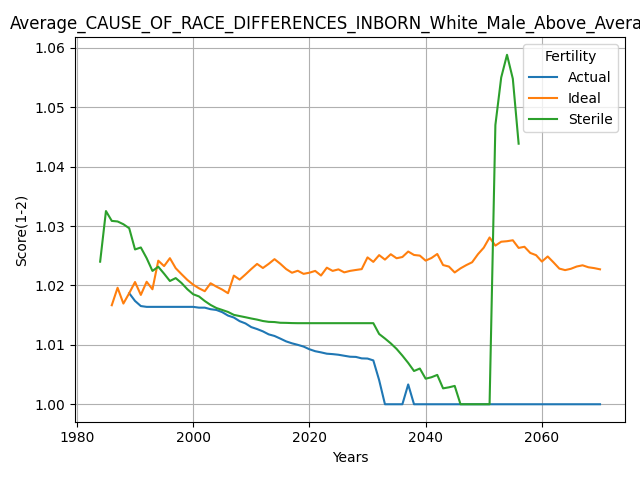 Average_CAUSE_OF_RACE_DIFFERENCES_INBORN_White_Male_Above_Avera
1.06
1.05
1.04
1.03
1.02
1.01
1.00
Score(1-2)
Fertility
Actual
Ideal
Sterile
1980 2000 2020 2040 2060
Years